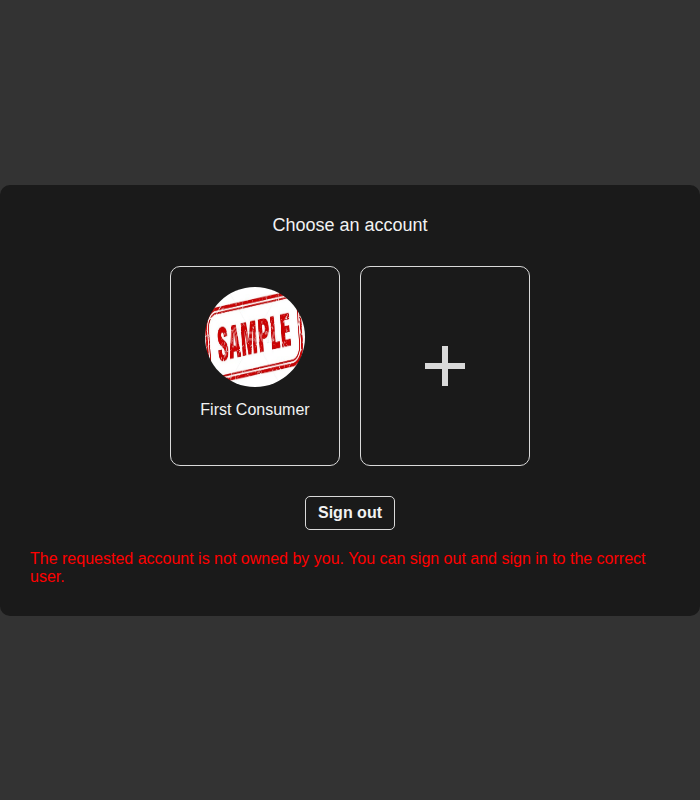 Choose an account
SAMPLE
First Consumer
Sign out
The requested account is not owned by you. You can sign out and sign in to the correct
user.